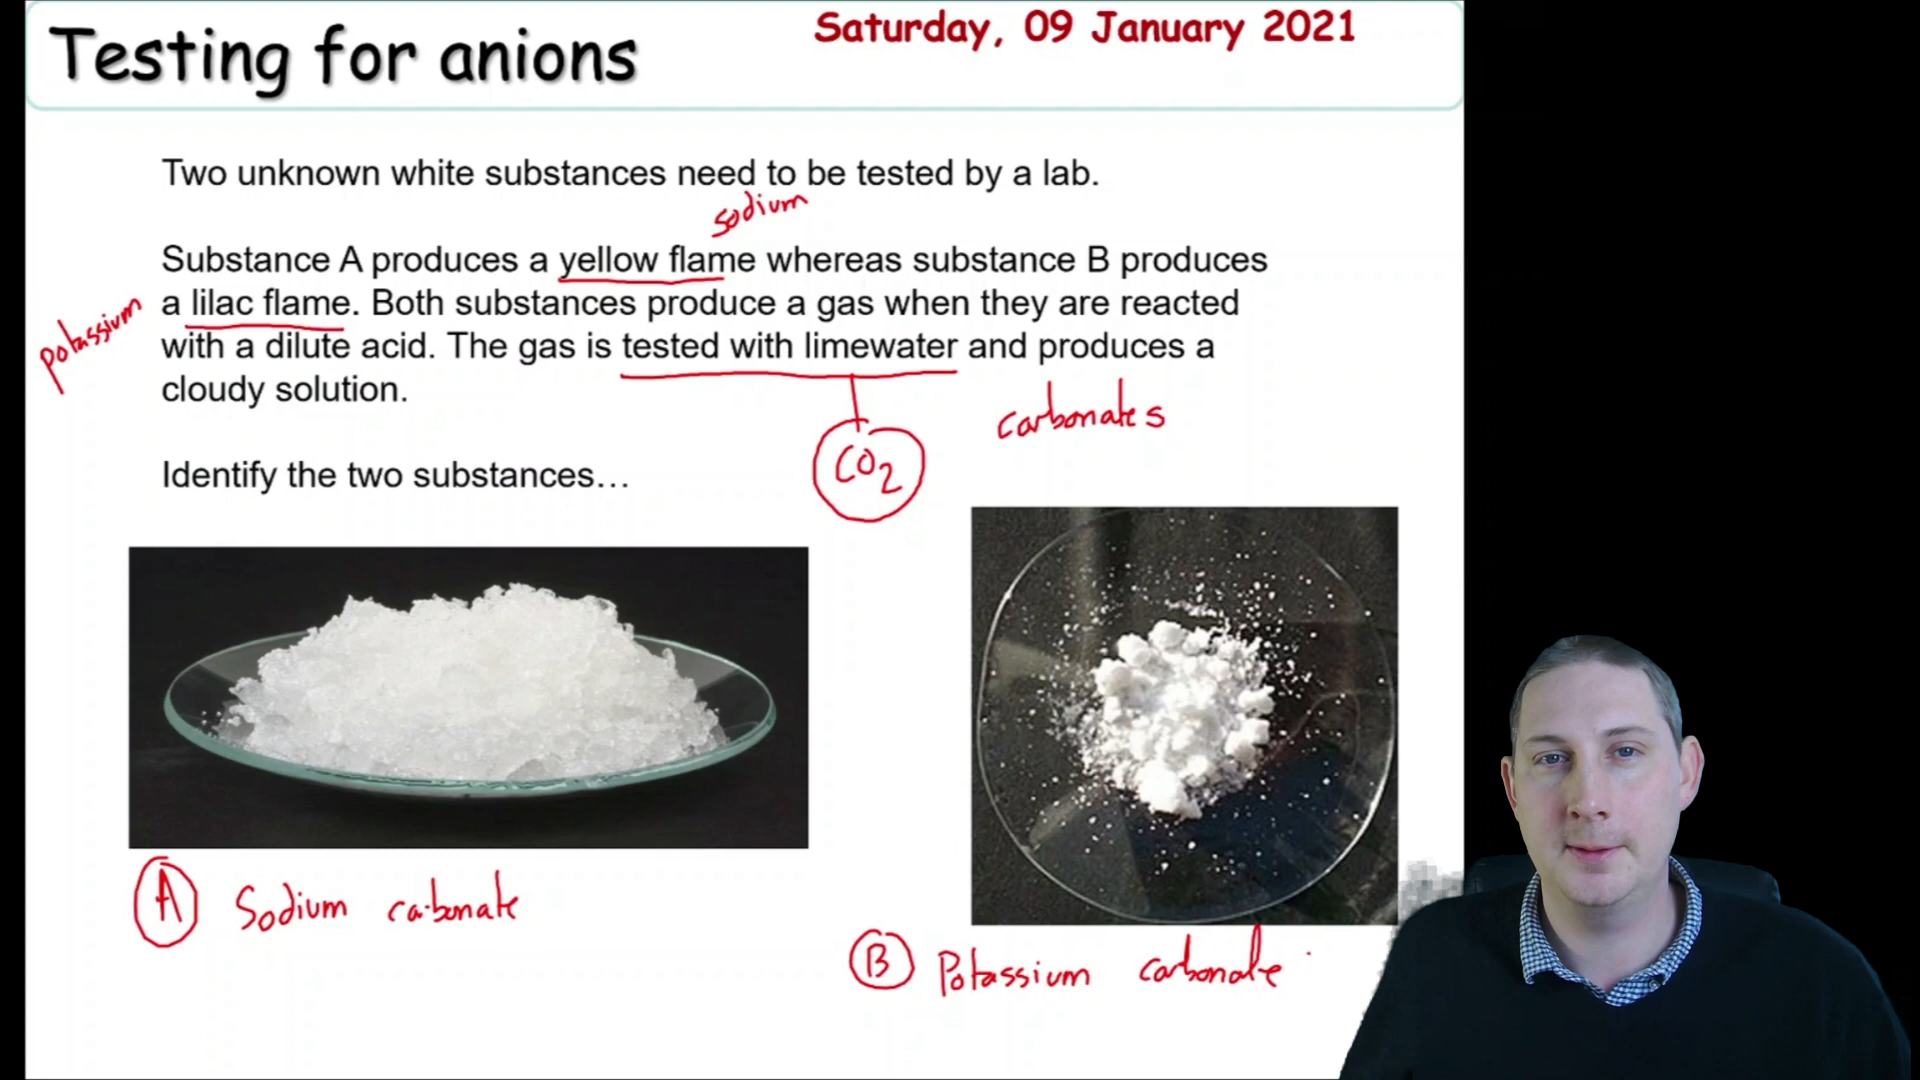 Testing for anions
Saturday, 09 January 2021
Two unknown white substances need to be tested by a lab.
sodium
Substance A produces a yellow flame whereas substance B produces
potassium
a lilac flame. Both substances produce a gas when they are reacted
with a dilute acid. The gas is tested with limewater and produces a
cloudy solution.
carbonates
CO2
Identify the two substances...
A Sodium carbonate
B Potassium carbonate